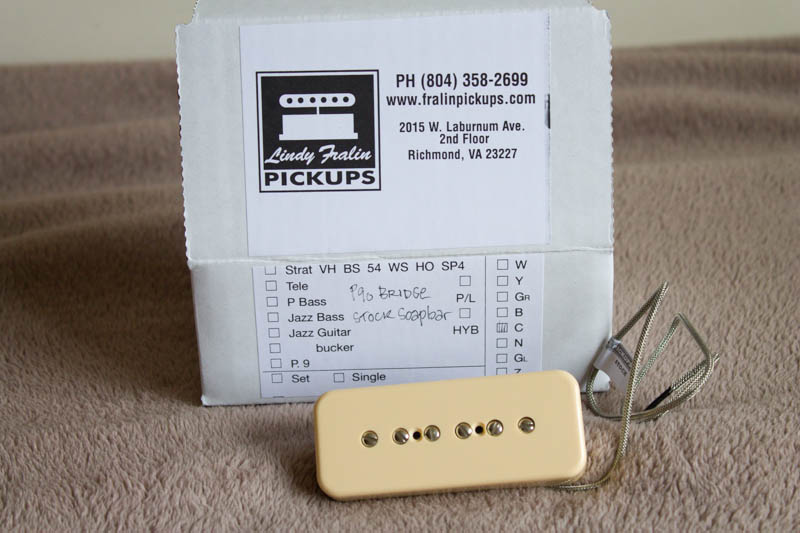 PH (804) 358-2699
www.fralinpickups.com
2015 W. Laburnum Ave.
2nd Floor
Richmond, VA 23227
Lindy Fralin
PICKUPS
Strat VH BS 54 WS HO SP4
Tele
P Bass
Jazz Bass
Jazz Guitar
bucker
P. 9
Set Single
P90 BRIDGE
STOCK SOAPBAR
P/L
HYB
W
Y
GR
B
C
N
GL
Z